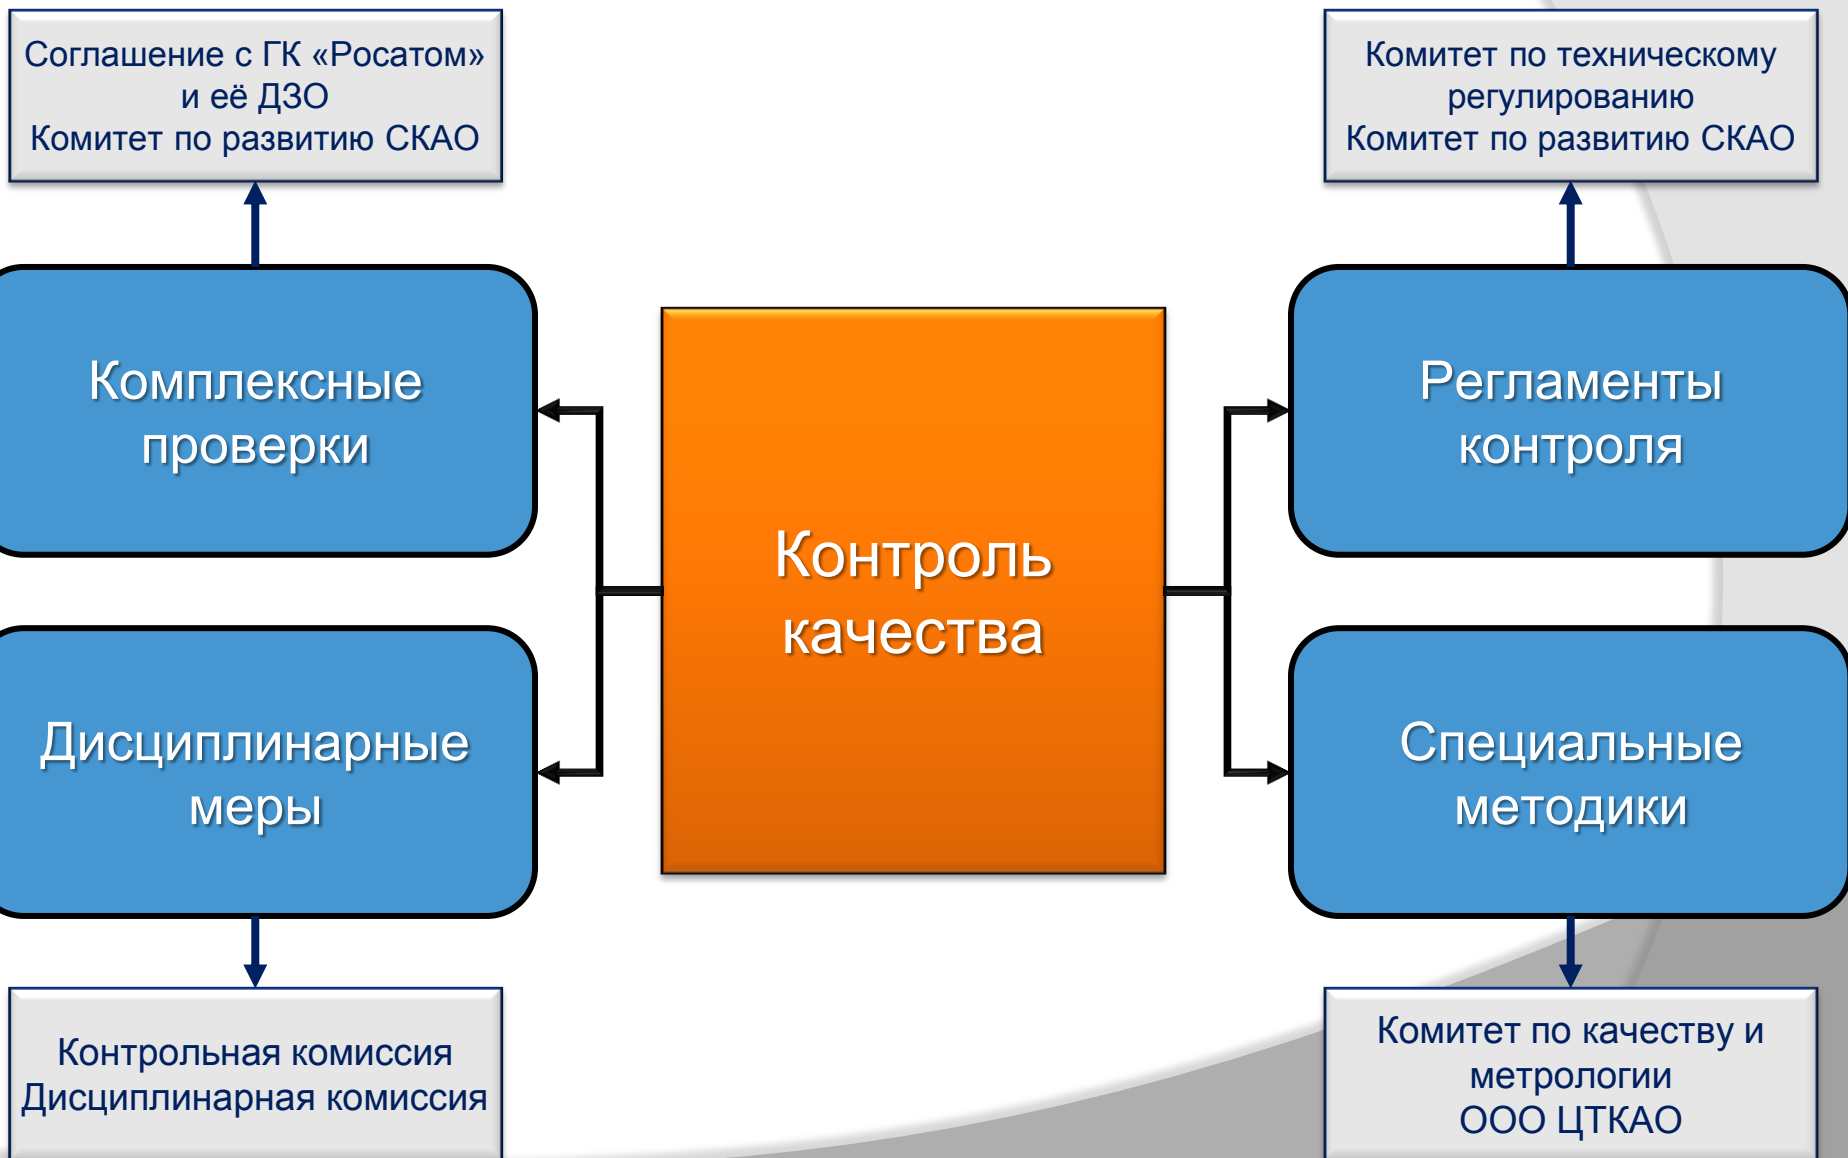 Соглашение с ГК «Росатом»
и её ДЗО
Комитет по развитию СКАО
Комитет по техническому
регулированию
Комитет по развитию СКАО
Комплексные
проверки
Регламенты
контроля
Контроль
качества
Дисциплинарные
меры
Специальные
методики
Контрольная комиссия
Дисциплинарная комиссия
Комитет по качеству и
метрологии
ООО ЦТКАО